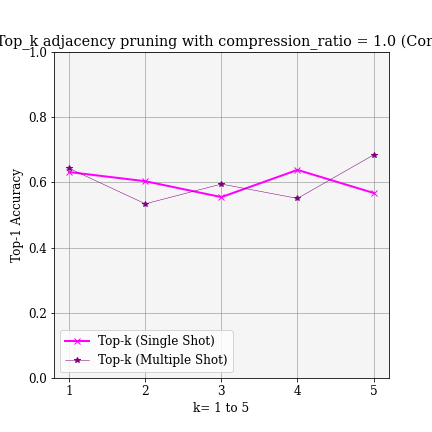 Top_k adjacency pruning with compression_ratio = 1.0
1.0
0.8
0.6
0.4
0.2
0.0
Top-1 Accuracy
Top-k (Single Shot)
Top-k (Multiple Shot)
1 2 3 4 5
k= 1 to 5